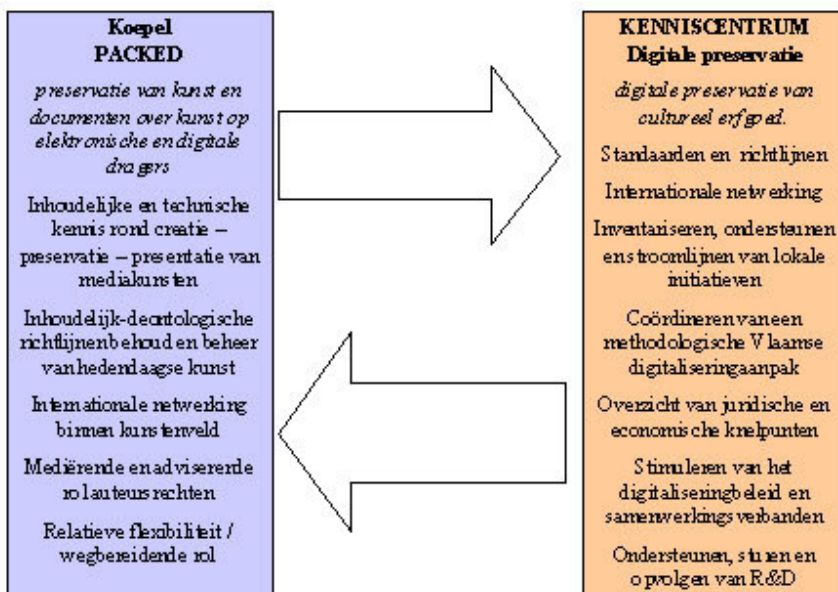 Koepel
PACKED
preservatie van kunst en
documenten over kunst op
elektronische en digitale
dragers
Inhoudelijke en technische
kennis rond creatie –
preservatie – presentatie van
mediakunsten
Inhoudelijk-deontologische
richtlijnen behoud en beheer
van hedendaagse kunst
Internationale netwerking
binnen kunstenveld
Mediërende en adviserende
rol auteursrechten
Relatieve flexibiliteit /
wegbereidende rol
KENNISCENTRUM
Digitale preservatie
digitale preservatie van
cultureel erfgoed.
Standaarden en richtlijnen
Internationale netwerking
Inventariseren, ondersteunen
en stroomlijnen van lokale
initiatieven
Coördineren van een
methodologische Vlaamse
digitaliseringaanpak
Overzicht van juridische en
economische knelpunten
Stimuleren van het
digitaliseringbeleid en
samenwerkingsverbanden
Ondersteunen, sturen en
opvolgen van R&D